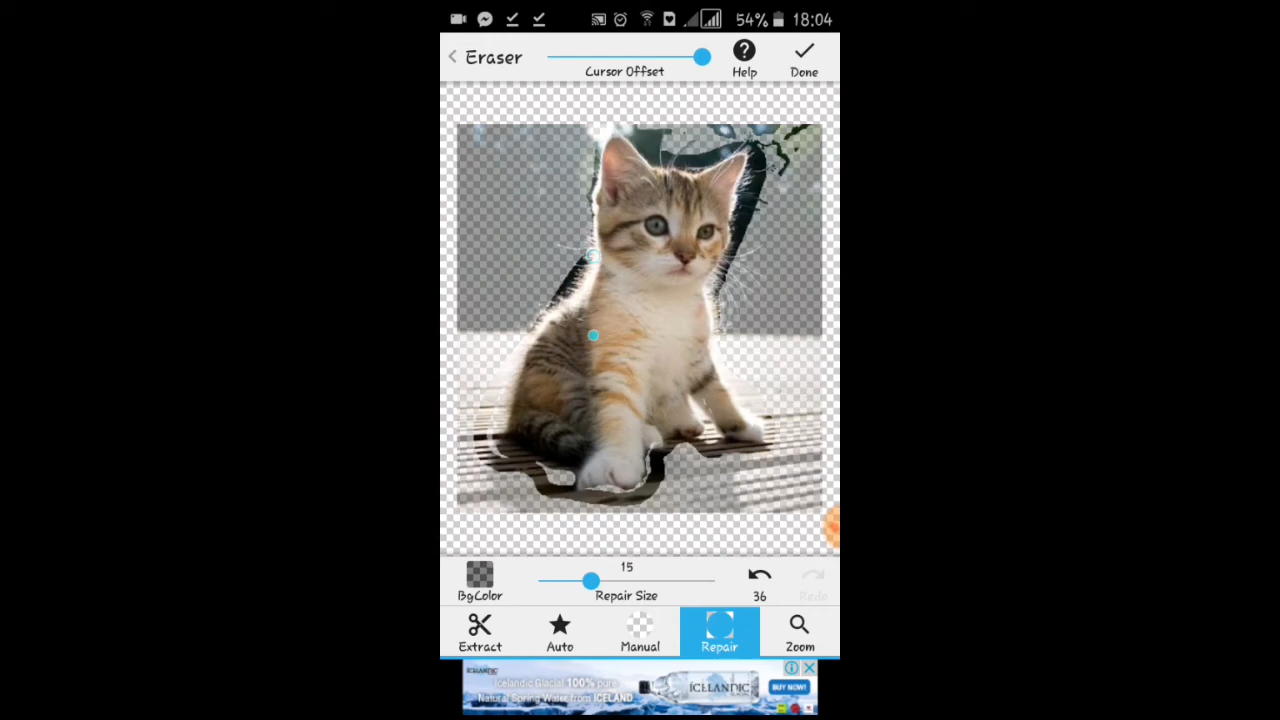 54% 18:04
Eraser
Cursor Offset
Help
Done
15
BgColor
Repair Size
36
Redo
Extract
Auto
Manual
Repair
Zoom
ICELANDIC
Icelandic Glacial 100% pure
Natural Spring Water from ICELAND
ICELANDIC
BUY NOW!